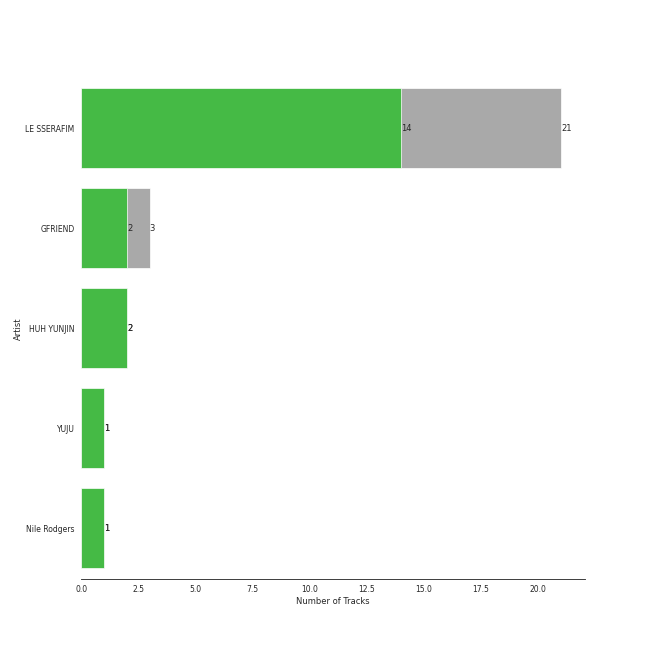 LE SSERAFIM 14 21
GFRIEND 2 3
HUH YUNJIN 2
YUJU 1
Nile Rodgers 1
Artist
0.0 2.5 5.0 7.5 10.0 12.5 15.0 17.5 20.0
Number of Tracks